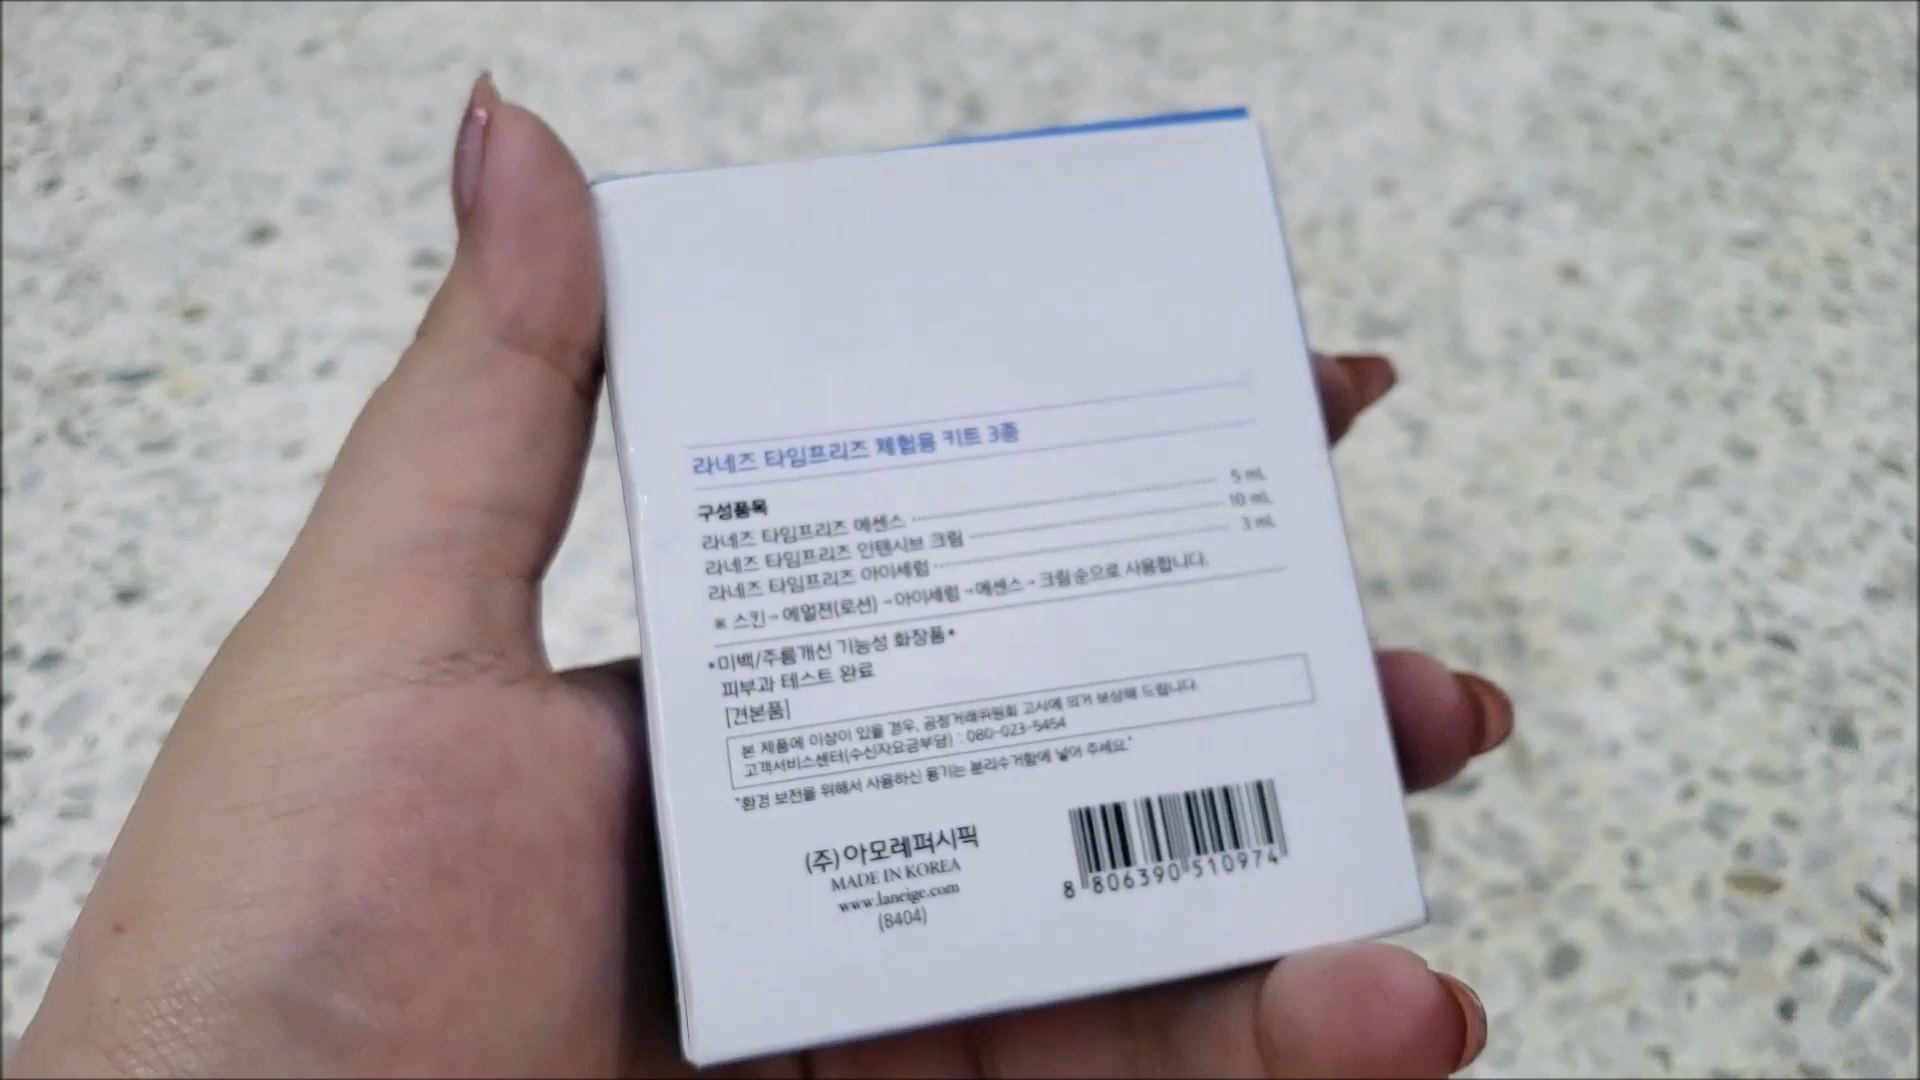 라네즈 타임프리즈 체험용 키트 3종
구성품목
라네즈 타임프리즈 에센스 5 mL
라네즈 타임프리즈 인텐시브 크림 10 mL
라네즈 타임프리즈 아이세럼 3 mL
※ 스킨→에멀젼(로션)→아이세럼→에센스→크림순으로 사용합니다.
•미백/주름개선 기능성 화장품•
피부과 테스트 완료
[견본품]
본 제품에 이상이 있을 경우, 공정거래위원회 고시에 의거 보상해 드립니다.
고객서비스센터(수신자요금부담) : 080-023-5454
"환경 보전을 위해서 사용하신 용기는 분리수거함에 넣어 주세요."
(주)아모레퍼시픽
MADE IN KOREA
www.laneige.com
(8404)
8 806390 510974